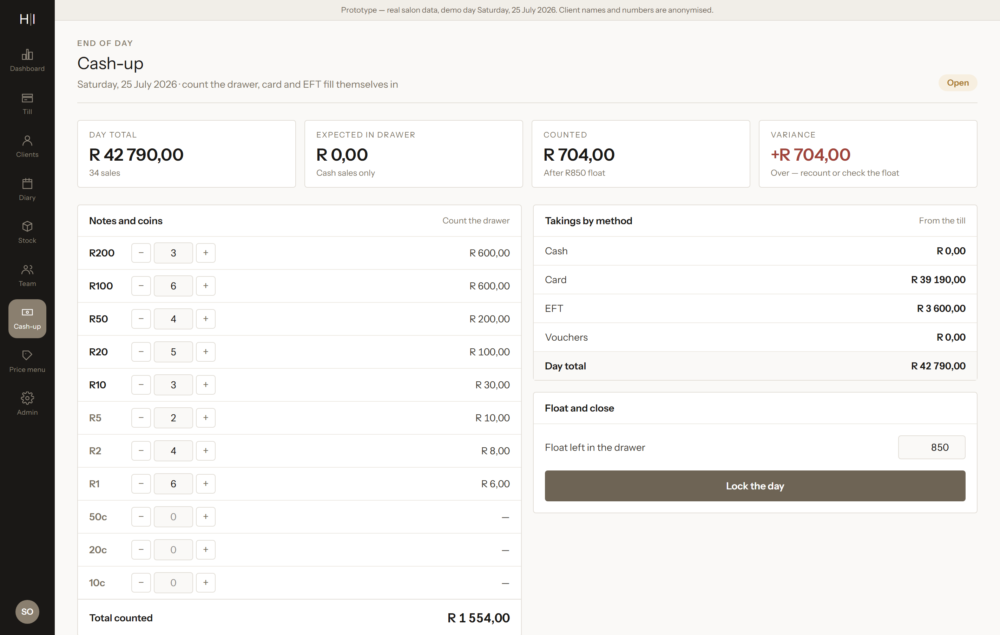 H|I
Dashboard
Till
Clients
Diary
Stock
Team
Cash-up
Price menu
Admin
SO
Prototype — real salon data, demo day Saturday, 25 July 2026. Client names and numbers are anonymised.
END OF DAY
Cash-up
Saturday, 25 July 2026 · count the drawer, card and EFT fill themselves in
Open
DAY TOTAL
R 42 790,00
34 sales
EXPECTED IN DRAWER
R 0,00
Cash sales only
COUNTED
R 704,00
After R850 float
VARIANCE
+R 704,00
Over — recount or check the float
Notes and coins Count the drawer
R200 − 3 + R 600,00
R100 − 6 + R 600,00
R50 − 4 + R 200,00
R20 − 5 + R 100,00
R10 − 3 + R 30,00
R5 − 2 + R 10,00
R2 − 4 + R 8,00
R1 − 6 + R 6,00
50c − 0 + —
20c − 0 + —
10c − 0 + —
Total counted R 1 554,00
Takings by method From the till
Cash R 0,00
Card R 39 190,00
EFT R 3 600,00
Vouchers R 0,00
Day total R 42 790,00
Float and close
Float left in the drawer 850
Lock the day